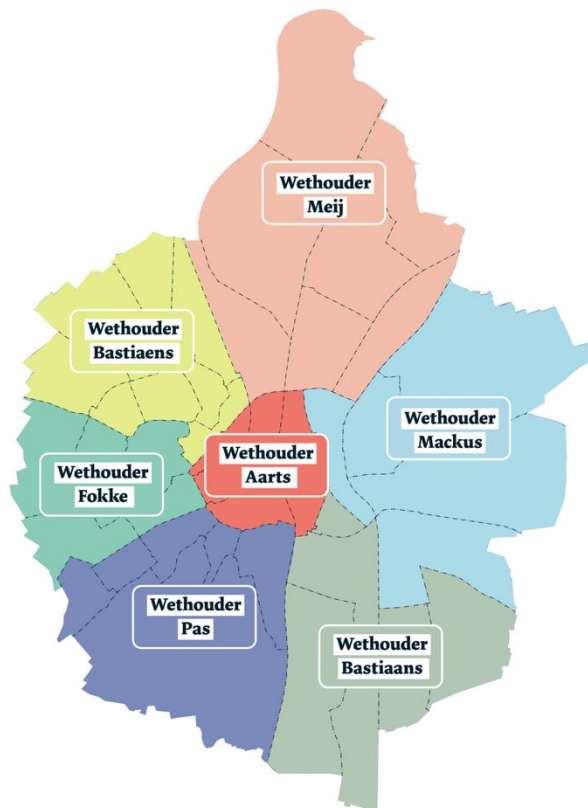 Wethouder
Meij
Wethouder
Bastiaens
Wethouder
Mackus
Wethouder
Aarts
Wethouder
Fokke
Wethouder
Pas
Wethouder
Bastiaans